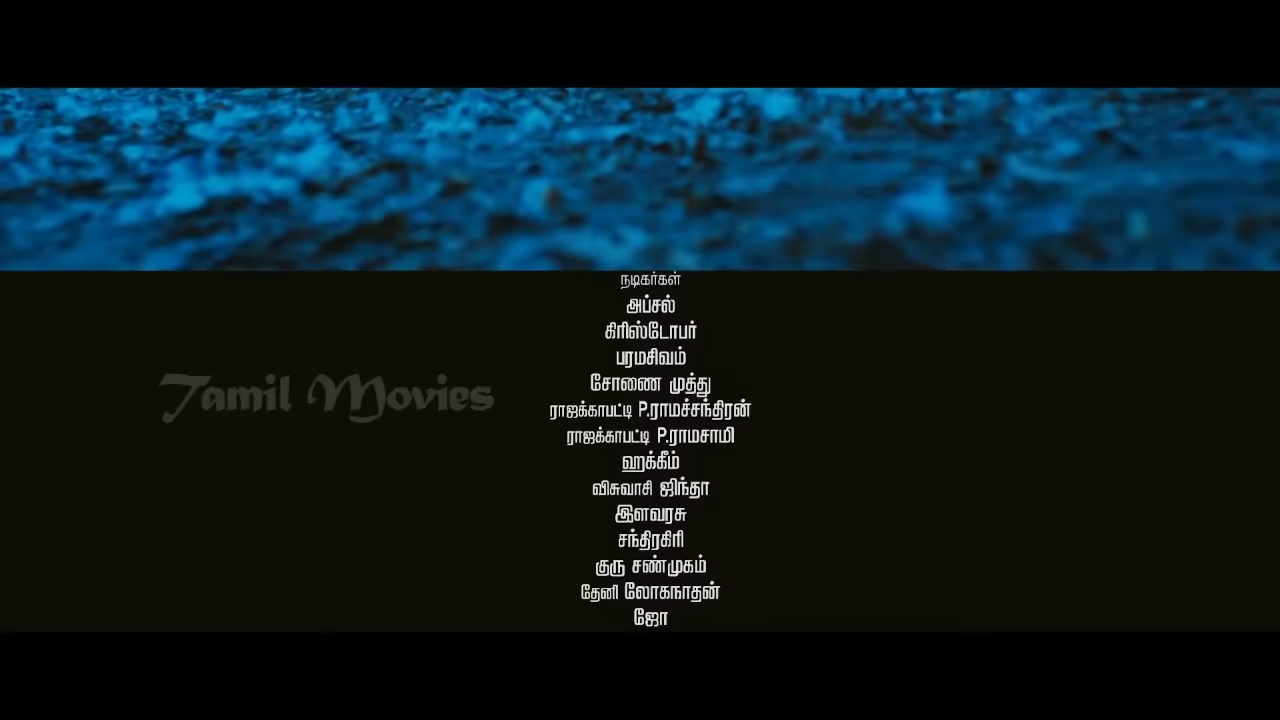 நடிகர்கள்
அப்சல்
கிரிஸ்டோபர்
பரமசிவம்
சோணை முத்து
Tamil Movies
ராஜக்காபட்டி P.ராமச்சந்திரன்
ராஜக்காபட்டி P.ராமசாமி
ஹக்கீம்
விசுவாசி ஜிந்தா
இளவரசு
சந்திரகிரி
குரு சண்முகம்
தேனி லோகநாதன்
ஜோ